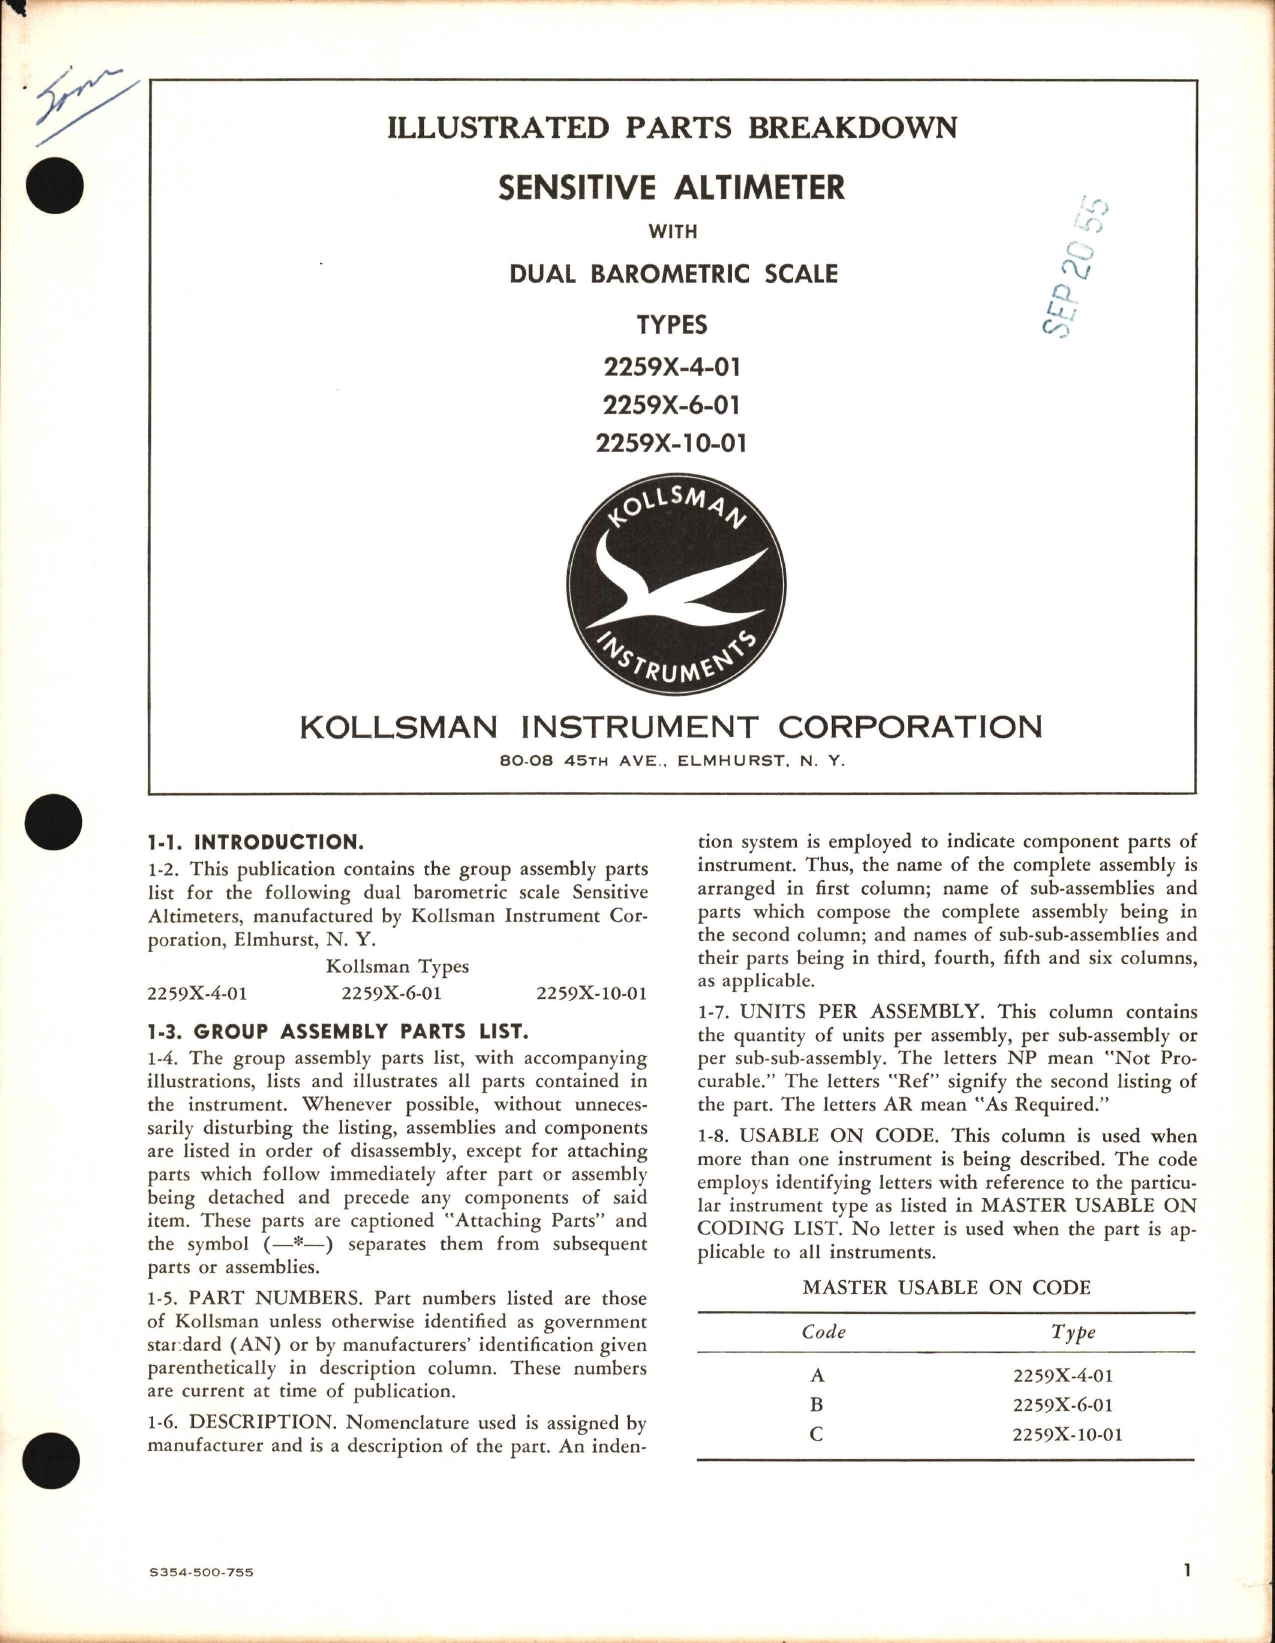 ILLUSTRATED PARTS BREAKDOWN
SENSITIVE ALTIMETER
WITH
DUAL BAROMETRIC SCALE
TYPES
2259X-4-01
2259X-6-01
2259X-10-01
SEP 20 55
KOLLSMAN
INSTRUMENTS
KOLLSMAN INSTRUMENT CORPORATION
80-08 45TH AVE., ELMHURST, N. Y.
1-1. INTRODUCTION.
1-2. This publication contains the group assembly parts
list for the following dual barometric scale Sensitive
Altimeters, manufactured by Kollsman Instrument Cor-
poration, Elmhurst, N. Y.
Kollsman Types
2259X-4-01 2259X-6-01 2259X-10-01
1-3. GROUP ASSEMBLY PARTS LIST.
1-4. The group assembly parts list, with accompanying
illustrations, lists and illustrates all parts contained in
the instrument. Whenever possible, without unneces-
sarily disturbing the listing, assemblies and components
are listed in order of disassembly, except for attaching
parts which follow immediately after part or assembly
being detached and precede any components of said
item. These parts are captioned "Attaching Parts" and
the symbol (—*—) separates them from subsequent
parts or assemblies.
1-5. PART NUMBERS. Part numbers listed are those
of Kollsman unless otherwise identified as government
standard (AN) or by manufacturers' identification given
parenthetically in description column. These numbers
are current at time of publication.
1-6. DESCRIPTION. Nomenclature used is assigned by
manufacturer and is a description of the part. An inden-
tion system is employed to indicate component parts of
instrument. Thus, the name of the complete assembly is
arranged in first column; name of sub-assemblies and
parts which compose the complete assembly being in
the second column; and names of sub-sub-assemblies and
their parts being in third, fourth, fifth and six columns,
as applicable.
1-7. UNITS PER ASSEMBLY. This column contains
the quantity of units per assembly, per sub-assembly or
per sub-sub-assembly. The letters NP mean "Not Pro-
curable." The letters "Ref" signify the second listing of
the part. The letters AR mean "As Required."
1-8. USABLE ON CODE. This column is used when
more than one instrument is being described. The code
employs identifying letters with reference to the particu-
lar instrument type as listed in MASTER USABLE ON
CODING LIST. No letter is used when the part is ap-
plicable to all instruments.
MASTER USABLE ON CODE
Code Type
A 2259X-4-01
B 2259X-6-01
C 2259X-10-01
S354-500-755
1